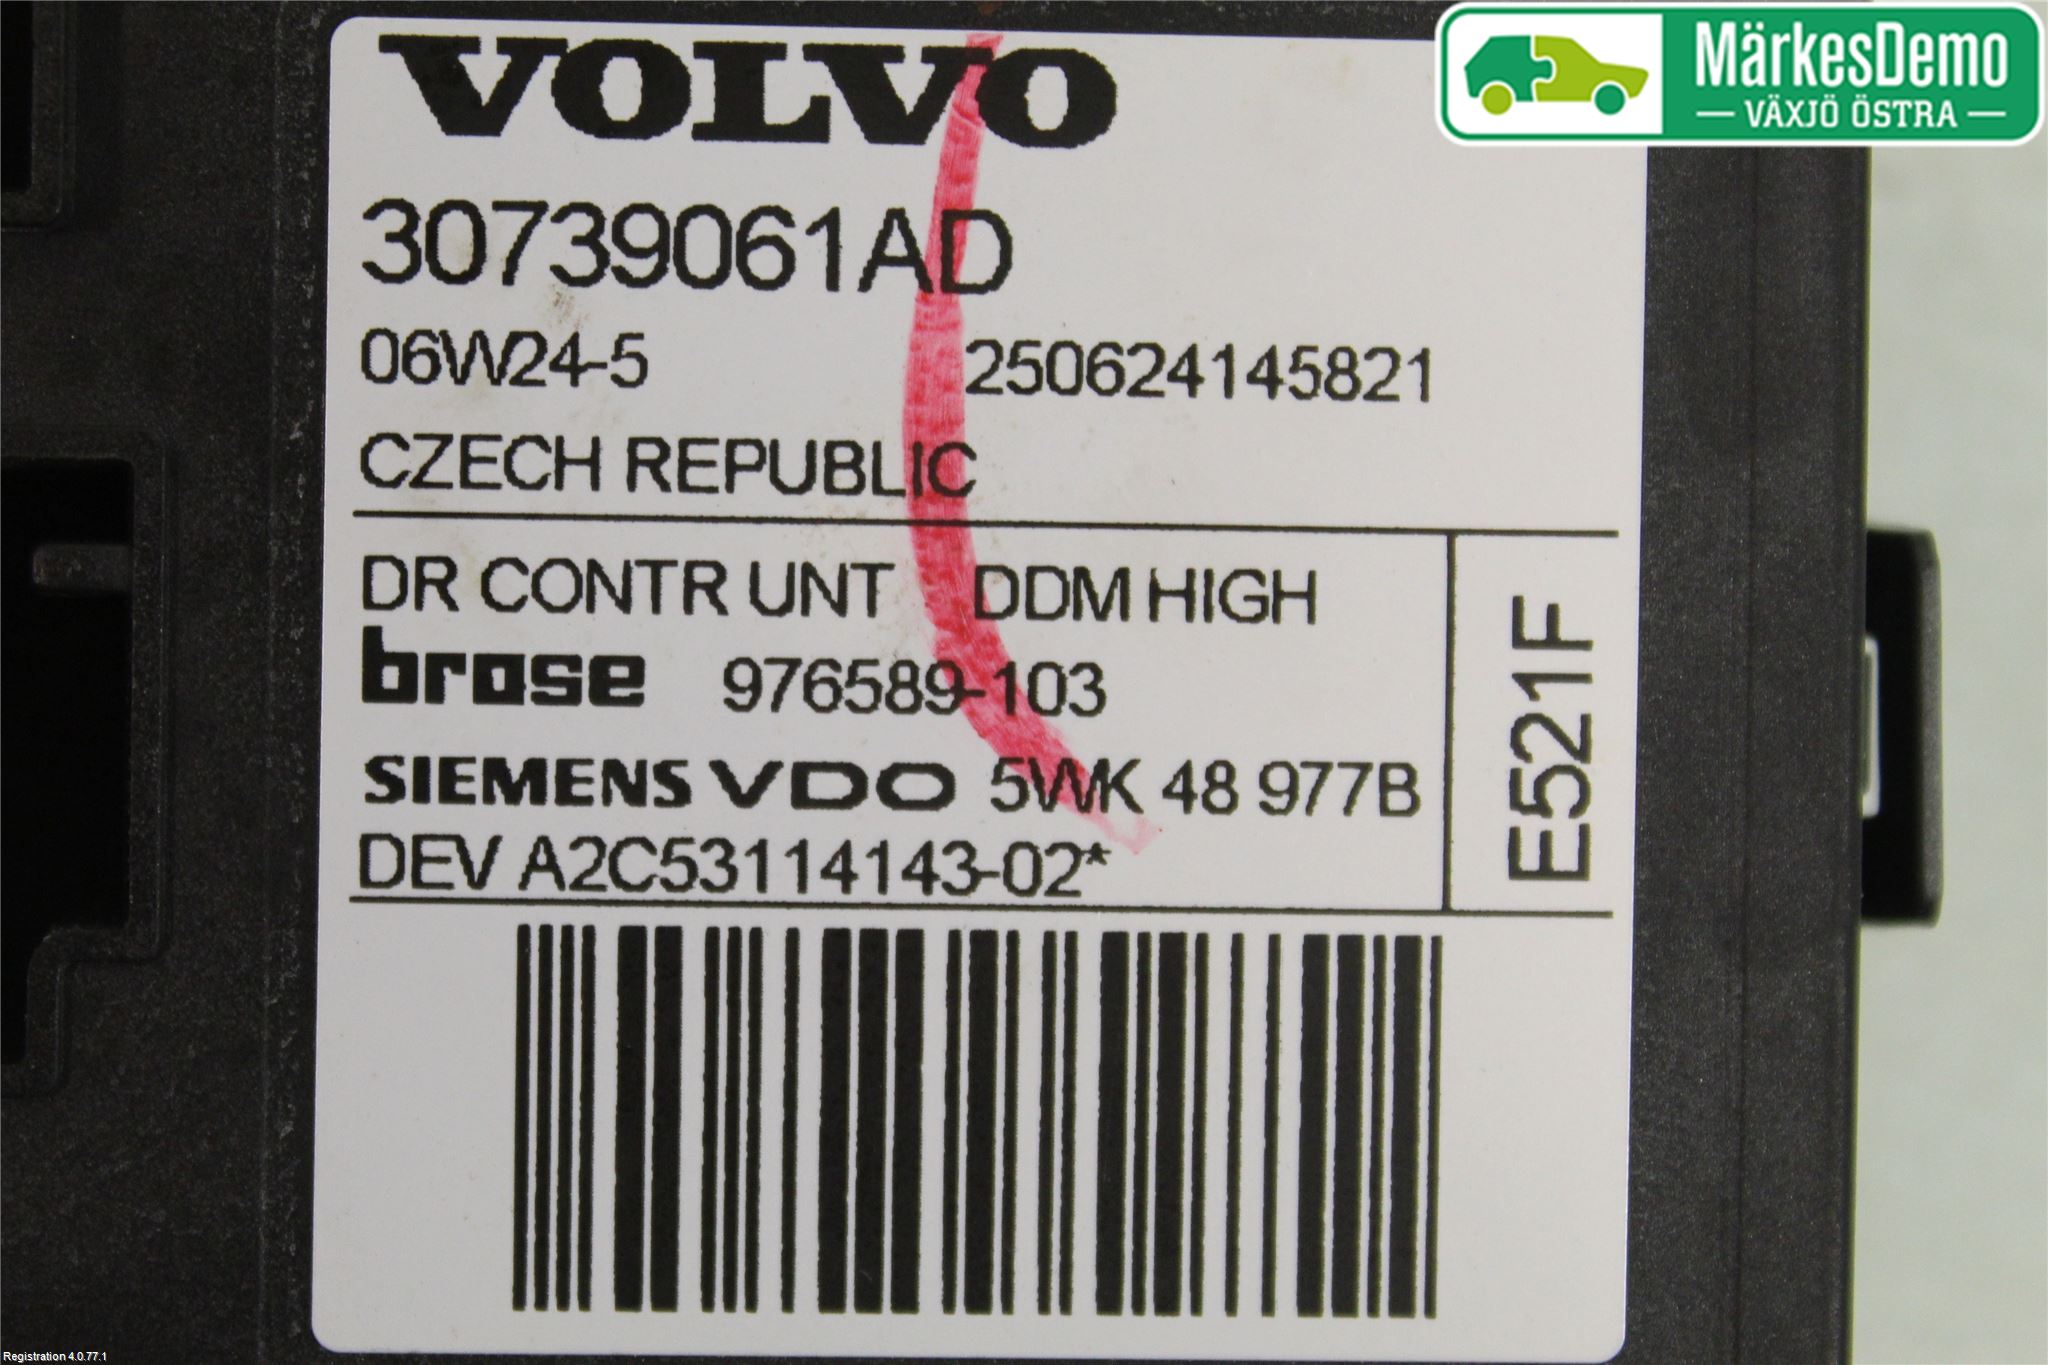 VOLVO
30739061AD
06W24-5 250624145821
CZECH REPUBLIC
DR CONTR UNT DDM HIGH
brose 976589-103
SIEMENS VDO 5WK 48 977B
DEV A2C53114143-02*
E521F
MärkesDemo
VÄXJÖ ÖSTRA
Registration 4.0.77.1